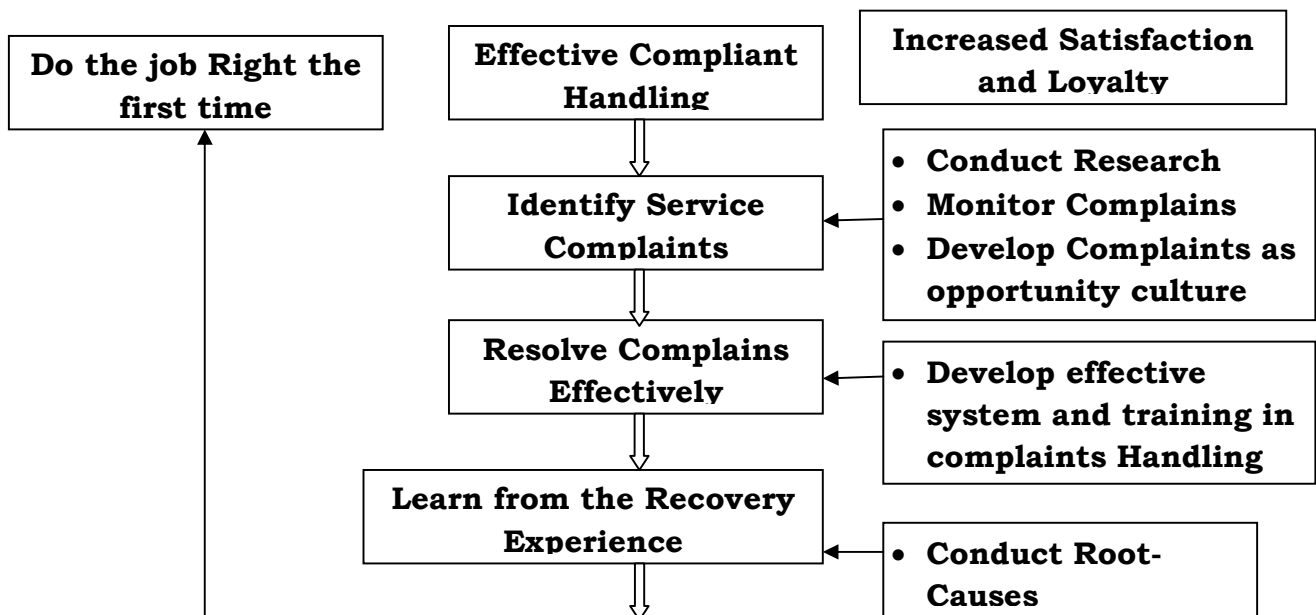 Do the job Right the
first time
Effective Compliant
Handling
Increased Satisfaction
and Loyalty
Identify Service
Complaints
• Conduct Research
• Monitor Complains
• Develop Complaints as
opportunity culture
Resolve Complains
Effectively
• Develop effective
system and training in
complaints Handling
Learn from the Recovery
Experience
• Conduct Root-
Causes